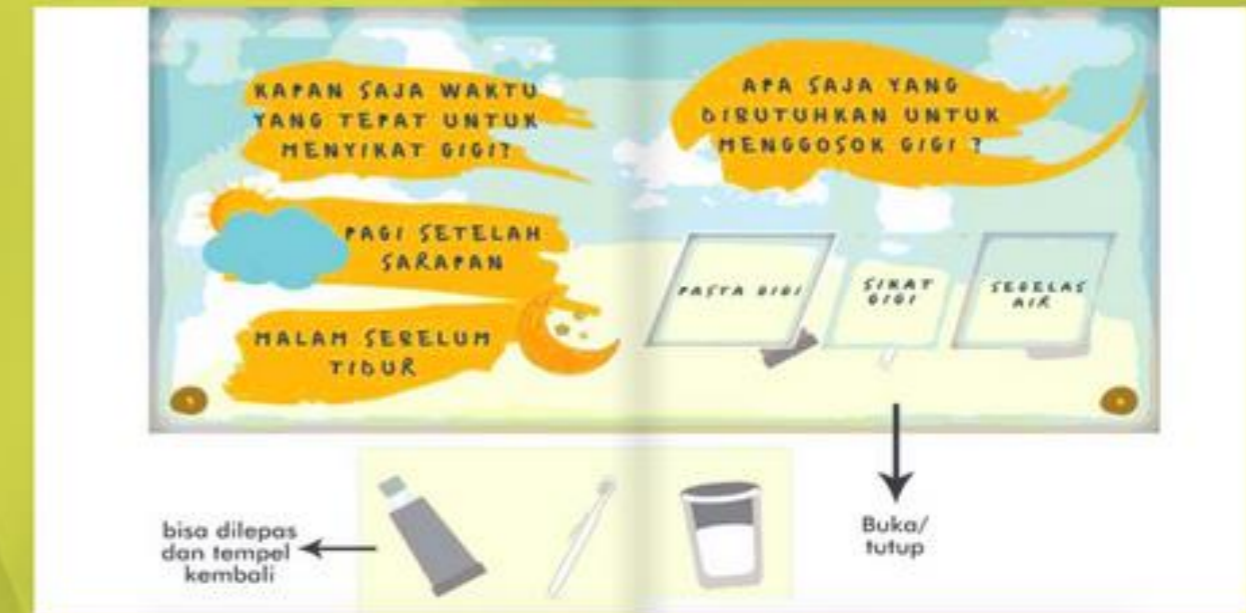 KAPAN SAJA WAKTU
YANG TEPAT UNTUK
MENYIKAT GIGI?
PAGI SETELAH
SARAPAN
MALAM SEBELUM
TIDUR
APA SAJA YANG
DIBUTUHKAN UNTUK
MENGGOSOK GIGI ?
PASTA GIGI
SIKAT
GIGI
SEGELAS
AIR
bisa dilepas
dan tempel
kembali
Buka/
tutup